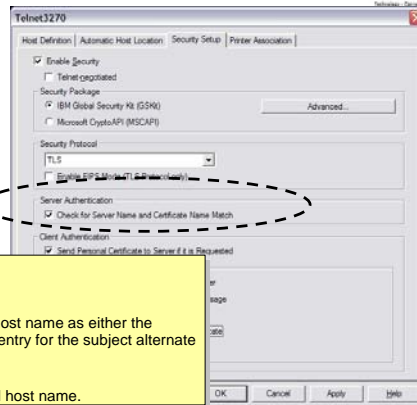 Telnet3270
Host Definition Automatic Host Location Security Setup Printer Association
Enable Security
Telnet-negotiated
Security Package
IBM Global Security Kit (GSKit)
Advanced...
Microsoft CryptoAPI (MSCAPI)
Security Protocol
TLS
Enable FIPS Mode (TLS Protocol only)
Server Authentication
Check for Server Name and Certificate Name Match
Client Authentication
Send Personal Certificate to Server if it is Requested
ost name as either the
entry for the subject alternate
l host name.
OK Cancel Apply Help